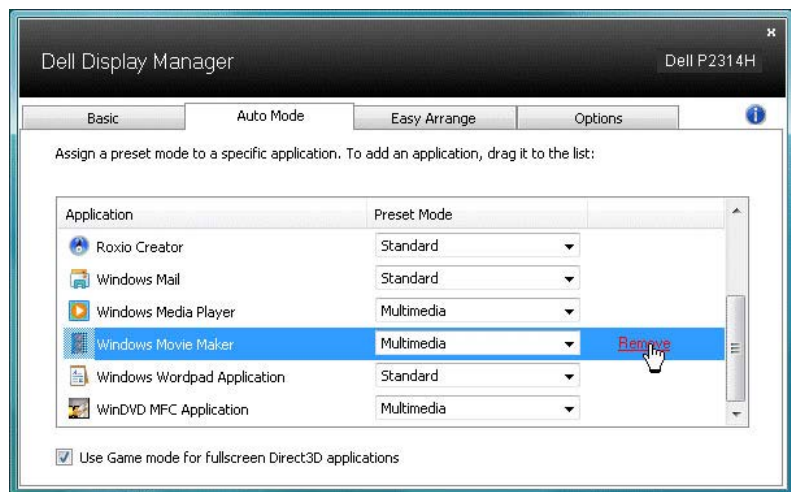 Dell Display Manager
Dell P2314H
Basic Auto Mode Easy Arrange Options
Assign a preset mode to a specific application. To add an application, drag it to the list:
Application Preset Mode
Roxio Creator Standard
Windows Mail Standard
Windows Media Player Multimedia
Windows Movie Maker Multimedia Remove
Windows Wordpad Application Standard
WinDVD MFC Application Multimedia
Use Game mode for fullscreen Direct3D applications